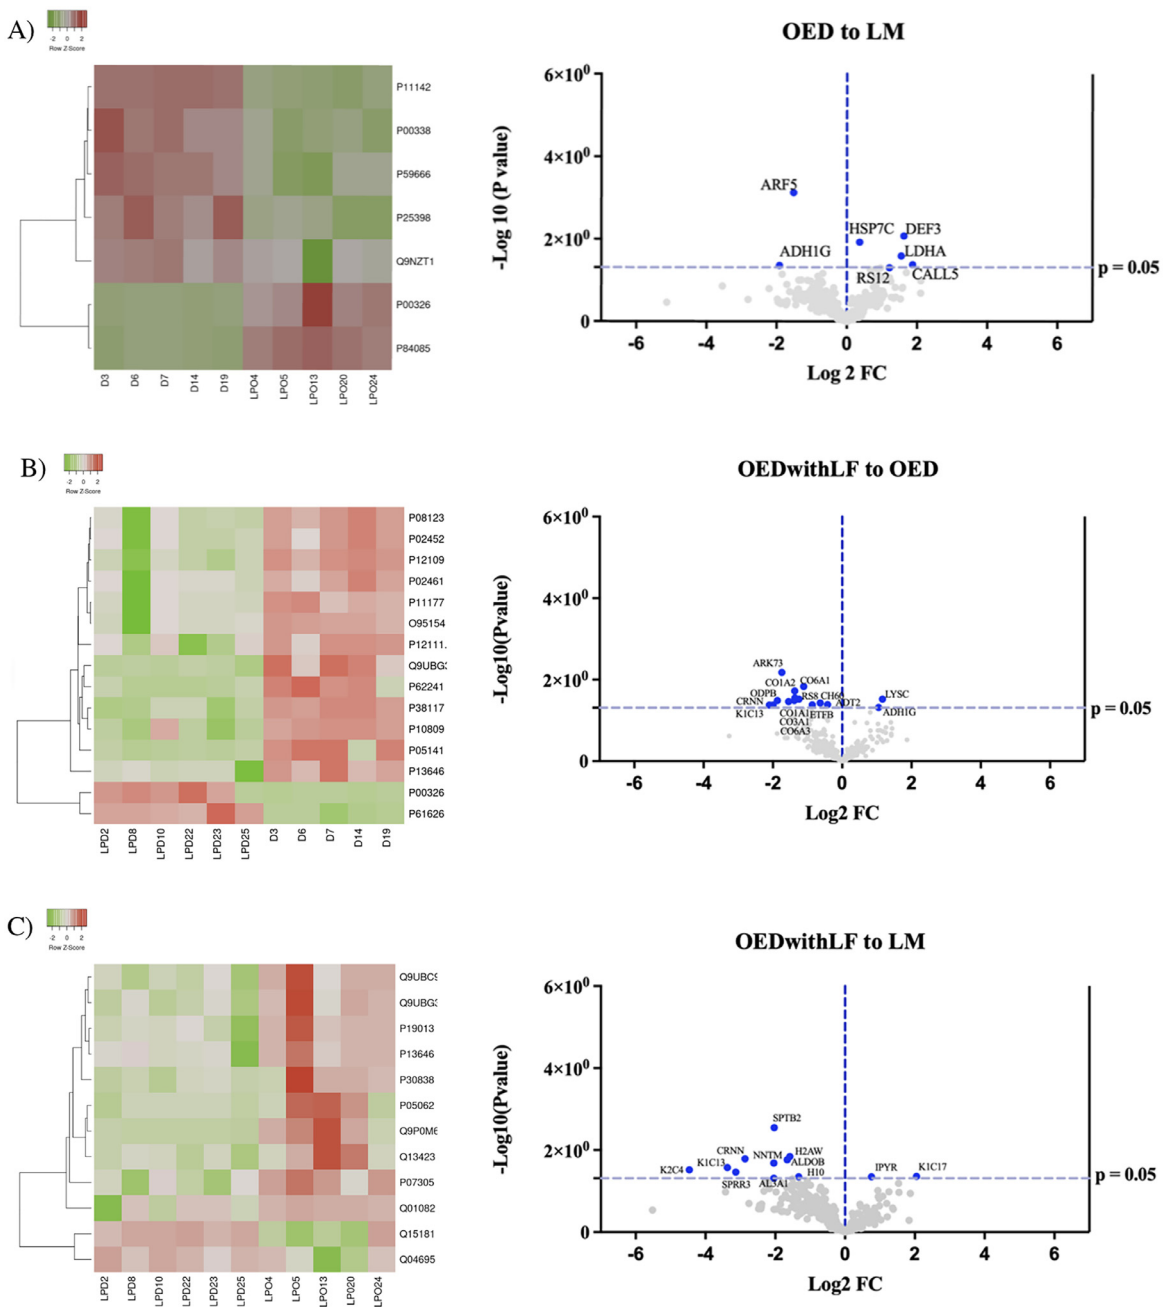 A)
-2 0 2
Row Z-Score
P11142
P00338
P59666
P25398
Q9NZT1
P00326
P84085
D3 D6 D7 D14 D19 LPO4 LPO5 LPO13 LPO20 LPO24
OED to LM
-Log 10 (P value)
6×10⁰
4×10⁰
2×10⁰
0
ARF5
HSP7C
DEF3
ADH1G
LDHA
RS12
CALL5
p = 0.05
-6 -4 -2 0 2 4 6
Log 2 FC
B)
-2 0 2
Row Z-Score
P08123
P02452
P12109
P02461
P11177
O95154
P12111.
Q9UBG3
P62241
P38117
P10809
P05141
P13646
P00326
P61626
LPD2 LPD8 LPD10 LPD22 LPD23 LPD25 D3 D6 D7 D14 D19
OEDwithLF to OED
-Log10(Pvalue)
6×10⁰
4×10⁰
2×10⁰
0
ARK73
CO1A2 CO6A1
ODPB RS8 CH60 LYSC
CRNN ADT2
K1C13 CO1A1 ETFB ADH1G
CO3A1
CO6A3
p = 0.05
-6 -4 -2 0 2 4 6
Log2 FC
C)
-2 0 2
Row Z-Score
Q9UBC9
Q9UBG3
P19013
P13646
P30838
P05062
Q9P0M6
Q13423
P07305
Q01082
Q15181
Q04695
LPD2 LPD8 LPD10 LPD22 LPD23 LPD25 LPO4 LPO5 LPO13 LP020 LPO24
OEDwithLF to LM
-Log10(Pvalue)
6×10⁰
4×10⁰
2×10⁰
0
SPTB2
CRNN NNTM H2AW
K2C4 K1C13 ALDOB IPYR K1C17
SPRR3 AL3A1 H10
p = 0.05
-6 -4 -2 0 2 4 6
Log2 FC